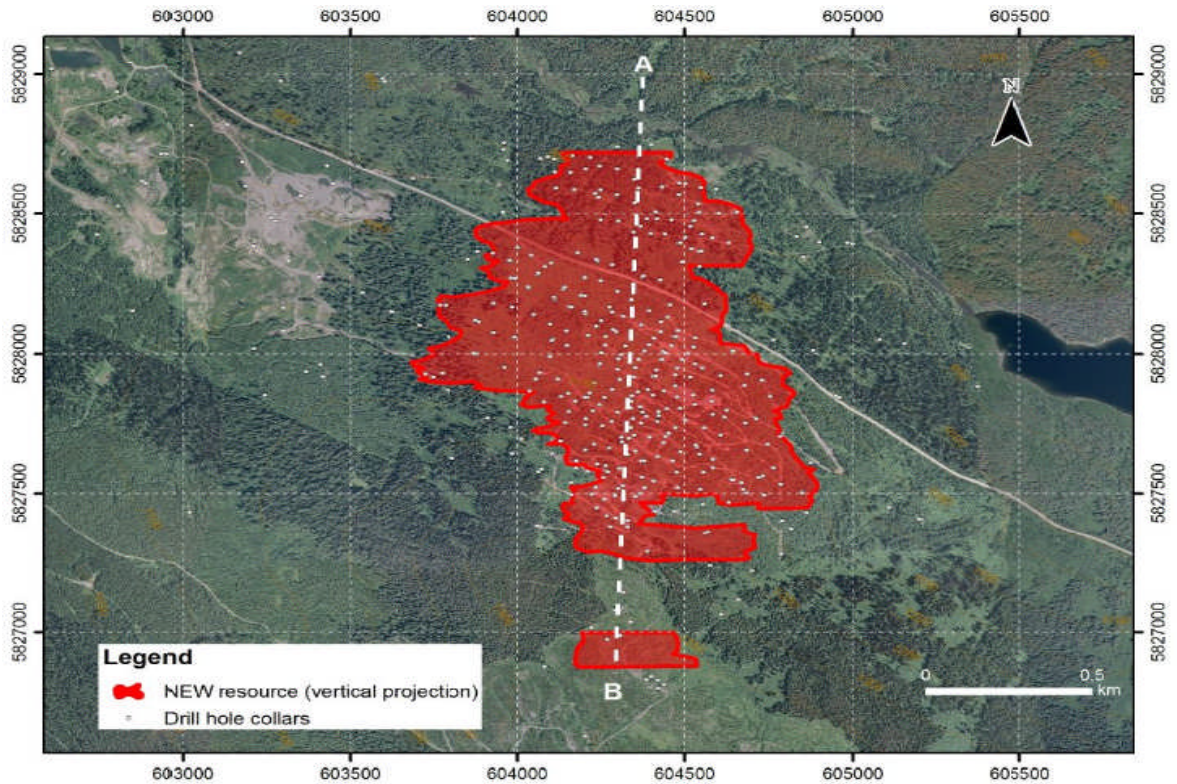 603000 603500 604000 604500 605000 605500
5829000 5829000
A
N
5828500 5828500
5828000 5828000
5827500 5827500
5827000 5827000
Legend
NEW resource (vertical projection)
Drill hole collars
B
0 0.5
km
603000 603500 604000 604500 605000 605500